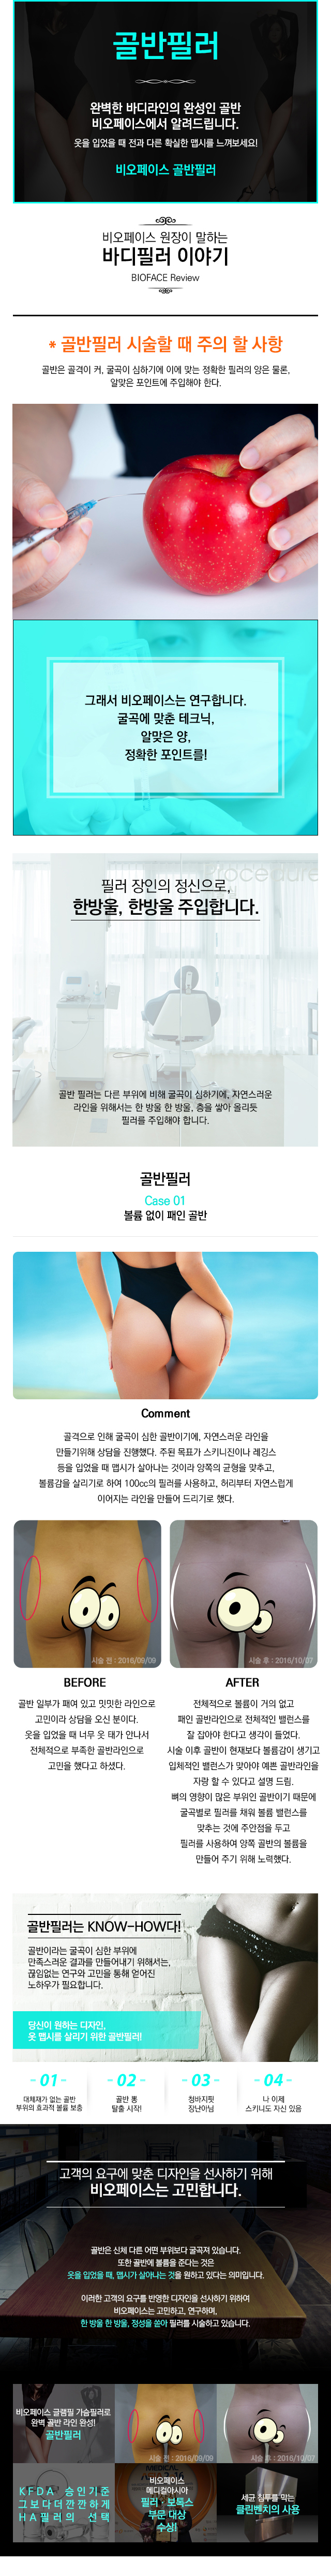 골반필러
완벽한 바디라인의 완성인 골반
비오페이스에서 알려드립니다.
옷을 입었을 때 전과 다른 확실한 맵시를 느껴보세요!
비오페이스 골반필러
비오페이스 원장이 말하는
바디필러 이야기
BIOFACE Review
* 골반필러 시술할 때 주의 할 사항
골반은 골격이 커, 굴곡이 심하기에 이에 맞는 정확한 필러의 양은 물론,
알맞은 포인트에 주입해야 한다.
그래서 비오페이스는 연구합니다.
굴곡에 맞춘 테크닉,
알맞은 양,
정확한 포인트를!
필러 장인의 정신으로,
한방울, 한방울 주입합니다.
골반 필러는 다른 부위에 비해 굴곡이 심하기에, 자연스러운
라인을 위해서는 한 방울 한 방울, 층을 쌓아 올리듯
필러를 주입해야 합니다.
골반필러
Case 01
볼륨 없이 패인 골반
Comment
골격으로 인해 굴곡이 심한 골반이기에, 자연스러운 라인을
만들기위해 상담을 진행했다. 주된 목표가 스키니진이나 레깅스
등을 입었을 때 맵시가 살아나는 것이라 양쪽의 균형을 맞추고,
볼륨감을 살리기로 하여 100cc의 필러를 사용하고, 허리부터 자연스럽게
이어지는 라인을 만들어 드리기로 했다.
시술 전 : 2016/09/09
시술 후 : 2016/10/07
BEFORE
골반 일부가 패여 있고 밋밋한 라인으로
고민이라 상담을 오신 분이다.
옷을 입었을 때 너무 옷 태가 안나서
전체적으로 부족한 골반라인으로
고민을 했다고 하셨다.
AFTER
전체적으로 볼륨이 거의 없고
패인 골반라인으로 전체적인 밸런스를
잘 잡아야 한다고 생각이 들었다.
시술 이후 골반이 현재보다 볼륨감이 생기고
입체적인 밸런스가 맞아야 예쁜 골반라인을
자랑 할 수 있다고 설명 드림.
뼈의 영향이 많은 부위인 골반이기 때문에
굴곡별로 필러를 채워 볼륨 밸런스를
맞추는 것에 주안점을 두고
필러를 사용하여 양쪽 골반의 볼륨을
만들어 주기 위해 노력했다.
골반필러는 KNOW-HOW다!
골반이라는 굴곡이 심한 부위에
만족스러운 결과를 만들어내기 위해서는,
끊임없는 연구와 고민을 통해 얻어진
노하우가 필요합니다.
당신이 원하는 디자인,
옷 맵시를 살리기 위한 골반필러!
- 01 -
대체재가 없는 골반
부위의 효과적 볼륨 보충
- 02 -
골반 뽕
탈출 시작!
- 03 -
청바지핏
장난아님
- 04 -
나 이제
스키니도 자신 있음
고객의 요구에 맞춘 디자인을 선사하기 위해
비오페이스는 고민합니다.
골반은 신체 다른 어떤 부위보다 굴곡져 있습니다.
또한 골반에 볼륨을 준다는 것은
옷을 입었을 때, 맵시가 살아나는 것을 원하고 있다는 의미입니다.
이러한 고객의 요구를 반영한 디자인을 선사하기 위하여
비오페이스는 고민하고, 연구하며,
한 방울 한 방울, 정성을 쏟아 필러를 시술하고 있습니다.
비오페이스 글램필 가슴필러로
완벽 골반 라인 완성!
골반필러
시술 전 : 2016/09/09
시술 후 : 2016/10/07
KFDA 승인기준
그보다더깐깐하게
HA필러의 선택
비오페이스
메디컬아시아
필러·보톡스
부문 대상
수상!
세균 침투를 막는
클린벤치의 사용